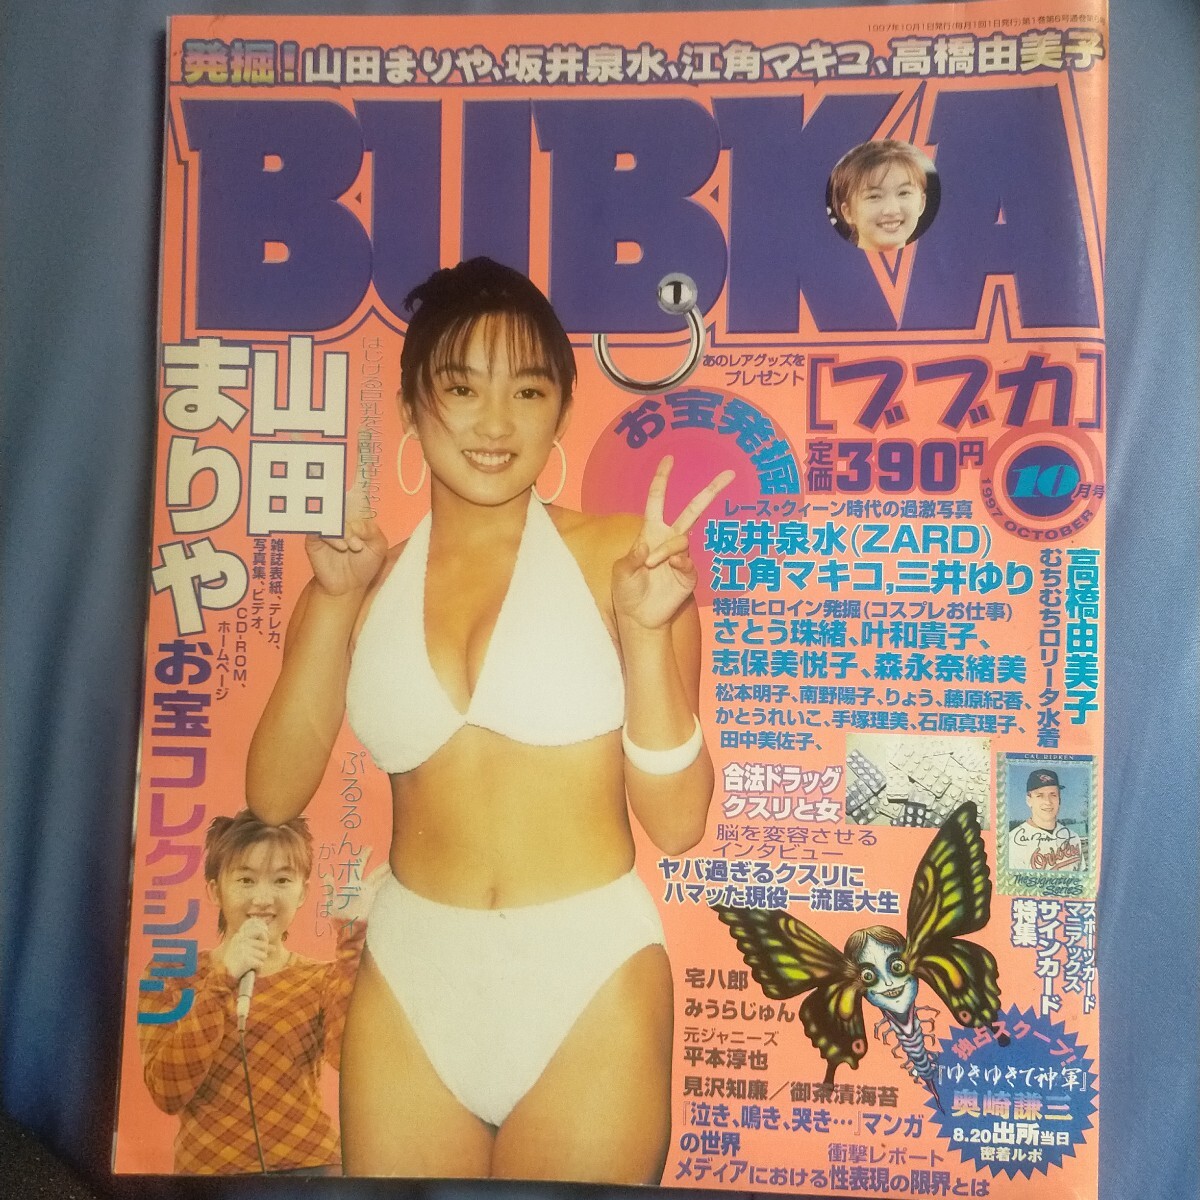 1997年10月1日発行(毎月1回1日発行)第1巻第6号通巻第6号
発掘!山田まりや、坂井泉水、江角マキコ、高橋由美子
BUBKA
あのレアグッズを
プレゼント
[ブブカ]
定価390円
10月号
1997 OCTOBER
山田
まりや
はじける巨乳を全部見せちゃう
雑誌表紙、テレカ、
写真集、ビデオ、
CD-ROM、
ホームページ
お宝コレクション
ぷるるんボディ
がいっぱい
お宝発掘
レース・クィーン時代の過激写真
坂井泉水(ZARD)
江角マキコ,三井ゆり
特撮ヒロイン発掘(コスプレお仕事)
さとう珠緒、叶和貴子、
志保美悦子、森永奈緒美
松本明子、南野陽子、りょう、藤原紀香、
かとうれいこ、手塚理美、石原真理子、
田中美佐子、
高橋由美子
むちむちロリータ水着
合法ドラッグ
クスリと女
脳を変容させる
インタビュー
ヤバ過ぎるクスリに
ハマッた現役一流医大生
CAL RIPKEN
Orioles
The Signature
Series
スポーツカード
マニアックス
サインカード
特集
宅八郎
みうらじゅん
元ジャニーズ
平本淳也
見沢知廉/御茶漬海苔
『泣き、鳴き、哭き…』マンガ
の世界
衝撃レポート
メディアにおける性表現の限界とは
独占スクープ!
『ゆきゆきて神軍』
奥崎謙三
8.20出所当日
密着ルポ